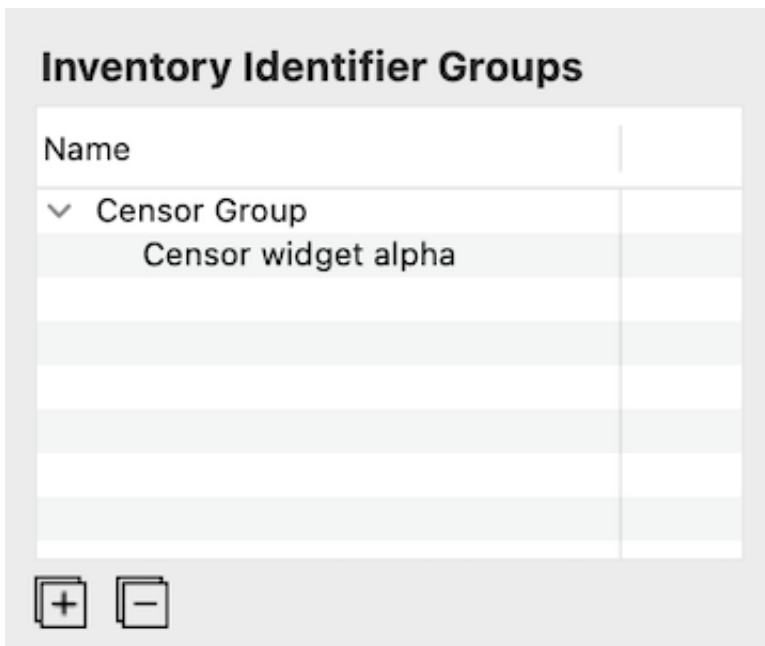 Inventory Identifier Groups
Name
Censor Group
Censor widget alpha